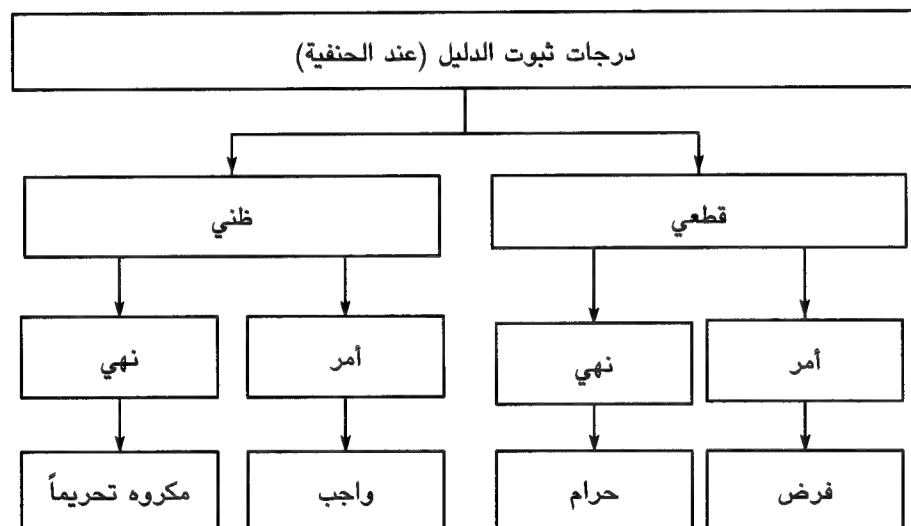 درجات ثبوت الدليل (عند الحنفية)
قطعي
ظني
أمر
نهي
أمر
نهي
فرض
حرام
واجب
مكروه تحريماً